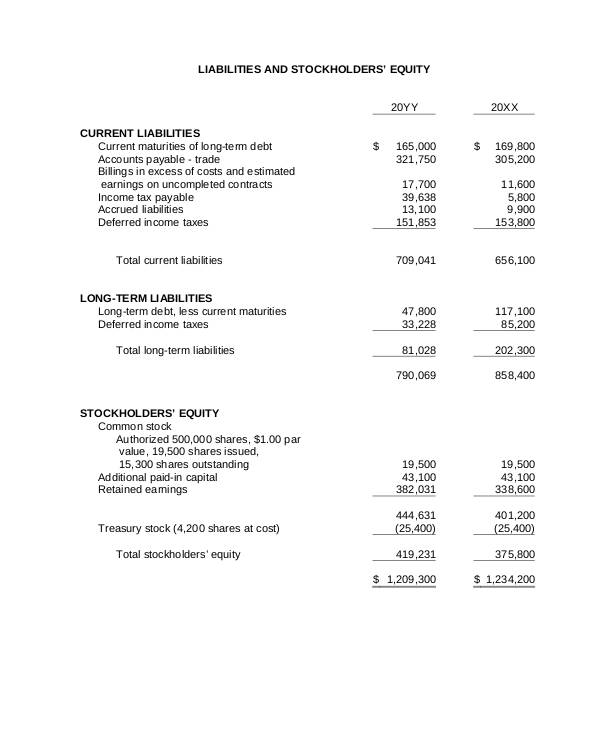 LIABILITIES AND STOCKHOLDERS' EQUITY
20YY 20XX
CURRENT LIABILITIES
Current maturities of long-term debt $ 165,000 $ 169,800
Accounts payable - trade 321,750 305,200
Billings in excess of costs and estimated
earnings on uncompleted contracts 17,700 11,600
Income tax payable 39,638 5,800
Accrued liabilities 13,100 9,900
Deferred income taxes 151,853 153,800
Total current liabilities 709,041 656,100
LONG-TERM LIABILITIES
Long-term debt, less current maturities 47,800 117,100
Deferred income taxes 33,228 85,200
Total long-term liabilities 81,028 202,300
790,069 858,400
STOCKHOLDERS' EQUITY
Common stock
Authorized 500,000 shares, $1.00 par
value, 19,500 shares issued,
15,300 shares outstanding 19,500 19,500
Additional paid-in capital 43,100 43,100
Retained earnings 382,031 338,600
444,631 401,200
Treasury stock (4,200 shares at cost) (25,400) (25,400)
Total stockholders' equity 419,231 375,800
$ 1,209,300 $ 1,234,200